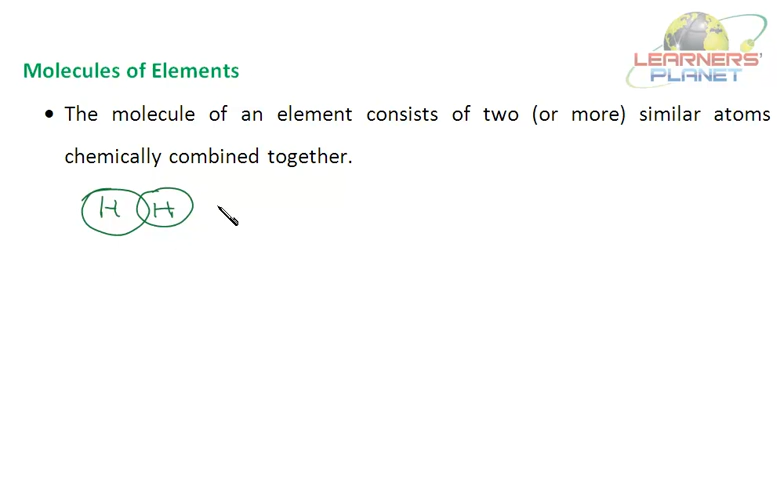 LEARNERS'
PLANET
Molecules of Elements
• The molecule of an element consists of two (or more) similar atoms
chemically combined together.
H H